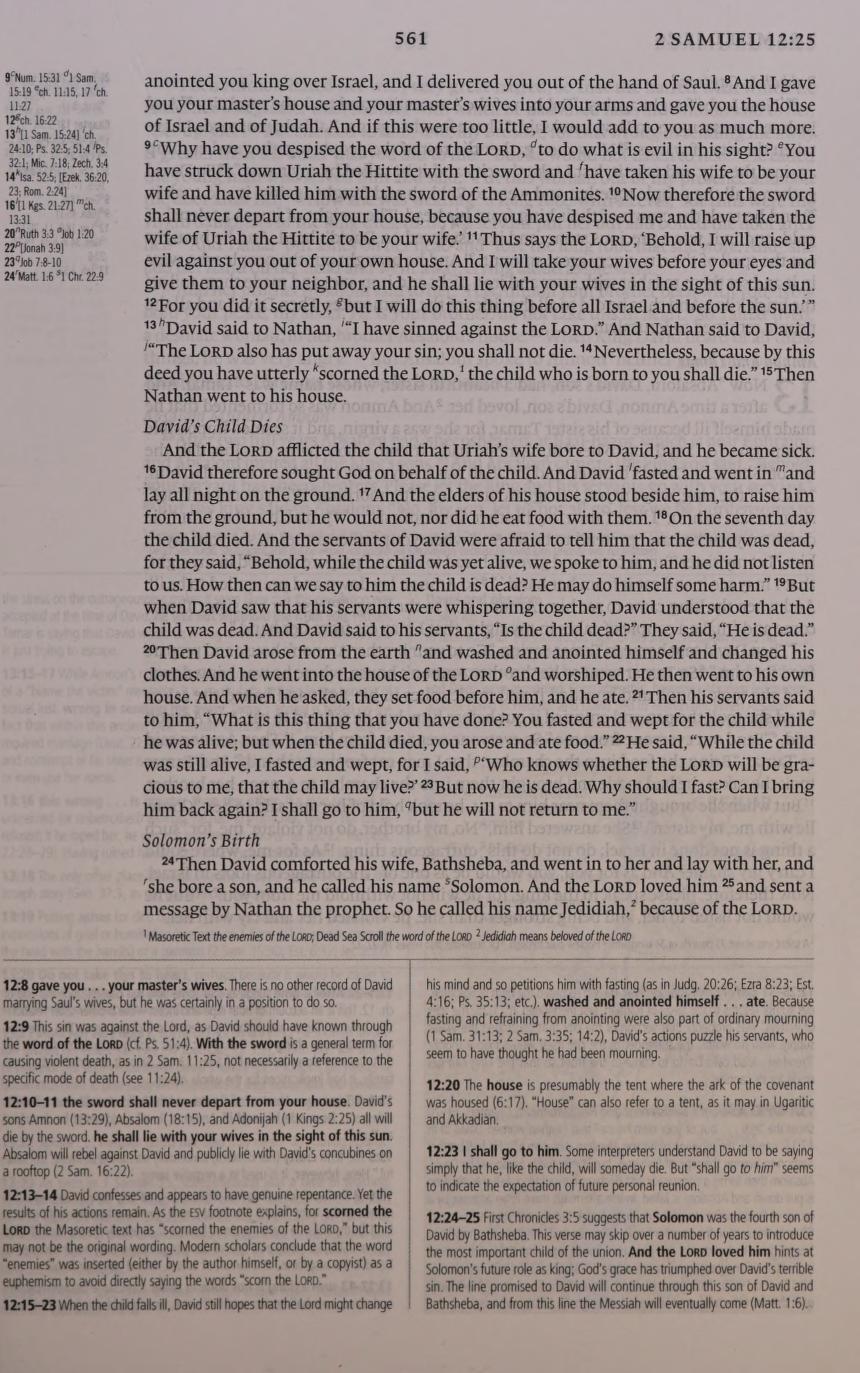 561
2 SAMUEL 12:25
9 c Num. 15:31 d 1 Sam.
15:19 e ch. 11:15, 17 f ch.
11:27
12 g ch. 16:22
13 h [1 Sam. 15:24] i ch.
24:10; Ps. 32:5; 51:4 j Ps.
32:1; Mic. 7:18; Zech. 3:4
14 k Isa. 52:5; [Ezek. 36:20,
23; Rom. 2:24]
16 l [1 Kgs. 21:27] m ch.
13:31
20 n Ruth 3:3 o Job 1:20
22 p [Jonah 3:9]
23 q Job 7:8-10
24 r Matt. 1:6 s 1 Chr. 22:9
anointed you king over Israel, and I delivered you out of the hand of Saul. 8 And I gave
you your master's house and your master's wives into your arms and gave you the house
of Israel and of Judah. And if this were too little, I would add to you as much more.
9 c Why have you despised the word of the LORD, d to do what is evil in his sight? e You
have struck down Uriah the Hittite with the sword and f have taken his wife to be your
wife and have killed him with the sword of the Ammonites. 10 Now therefore the sword
shall never depart from your house, because you have despised me and have taken the
wife of Uriah the Hittite to be your wife.' 11 Thus says the LORD, 'Behold, I will raise up
evil against you out of your own house. And I will take your wives before your eyes and
give them to your neighbor, and he shall lie with your wives in the sight of this sun.
12 For you did it secretly, g but I will do this thing before all Israel and before the sun.'"
13 h David said to Nathan, i "I have sinned against the LORD." And Nathan said to David,
j "The LORD also has put away your sin; you shall not die. 14 Nevertheless, because by this
deed you have utterly k scorned the LORD,1 the child who is born to you shall die." 15 Then
Nathan went to his house.
David's Child Dies
And the LORD afflicted the child that Uriah's wife bore to David, and he became sick.
16 David therefore sought God on behalf of the child. And David l fasted and went in m and
lay all night on the ground. 17 And the elders of his house stood beside him, to raise him
from the ground, but he would not, nor did he eat food with them. 18 On the seventh day
the child died. And the servants of David were afraid to tell him that the child was dead,
for they said, "Behold, while the child was yet alive, we spoke to him, and he did not listen
to us. How then can we say to him the child is dead? He may do himself some harm." 19 But
when David saw that his servants were whispering together, David understood that the
child was dead. And David said to his servants, "Is the child dead?" They said, "He is dead."
20 Then David arose from the earth n and washed and anointed himself and changed his
clothes. And he went into the house of the LORD o and worshiped. He then went to his own
house. And when he asked, they set food before him, and he ate. 21 Then his servants said
to him, "What is this thing that you have done? You fasted and wept for the child while
he was alive; but when the child died, you arose and ate food." 22 He said, "While the child
was still alive, I fasted and wept, for I said, p 'Who knows whether the LORD will be gra-
cious to me, that the child may live?' 23 But now he is dead. Why should I fast? Can I bring
him back again? I shall go to him, q but he will not return to me."
Solomon's Birth
24 Then David comforted his wife, Bathsheba, and went in to her and lay with her, and
r she bore a son, and he called his name s Solomon. And the LORD loved him 25 and sent a
message by Nathan the prophet. So he called his name Jedidiah,2 because of the LORD.
1 Masoretic Text the enemies of the LORD; Dead Sea Scroll the word of the LORD 2 Jedidiah means beloved of the LORD
12:8 gave you . . . your master's wives. There is no other record of David
marrying Saul's wives, but he was certainly in a position to do so.
12:9 This sin was against the Lord, as David should have known through
the word of the LORD (cf. Ps. 51:4). With the sword is a general term for
causing violent death, as in 2 Sam. 11:25, not necessarily a reference to the
specific mode of death (see 11:24).
12:10–11 the sword shall never depart from your house. David's
sons Amnon (13:29), Absalom (18:15), and Adonijah (1 Kings 2:25) all will
die by the sword. he shall lie with your wives in the sight of this sun.
Absalom will rebel against David and publicly lie with David's concubines on
a rooftop (2 Sam. 16:22).
12:13–14 David confesses and appears to have genuine repentance. Yet the
results of his actions remain. As the ESV footnote explains, for scorned the
LORD the Masoretic text has "scorned the enemies of the LORD," but this
may not be the original wording. Modern scholars conclude that the word
"enemies" was inserted (either by the author himself, or by a copyist) as a
euphemism to avoid directly saying the words "scorn the LORD."
12:15–23 When the child falls ill, David still hopes that the Lord might change
his mind and so petitions him with fasting (as in Judg. 20:26; Ezra 8:23; Est.
4:16; Ps. 35:13; etc.). washed and anointed himself . . . ate. Because
fasting and refraining from anointing were also part of ordinary mourning
(1 Sam. 31:13; 2 Sam. 3:35; 14:2), David's actions puzzle his servants, who
seem to have thought he had been mourning.
12:20 The house is presumably the tent where the ark of the covenant
was housed (6:17). "House" can also refer to a tent, as it may in Ugaritic
and Akkadian.
12:23 I shall go to him. Some interpreters understand David to be saying
simply that he, like the child, will someday die. But "shall go to him" seems
to indicate the expectation of future personal reunion.
12:24–25 First Chronicles 3:5 suggests that Solomon was the fourth son of
David by Bathsheba. This verse may skip over a number of years to introduce
the most important child of the union. And the LORD loved him hints at
Solomon's future role as king; God's grace has triumphed over David's terrible
sin. The line promised to David will continue through this son of David and
Bathsheba, and from this line the Messiah will eventually come (Matt. 1:6).